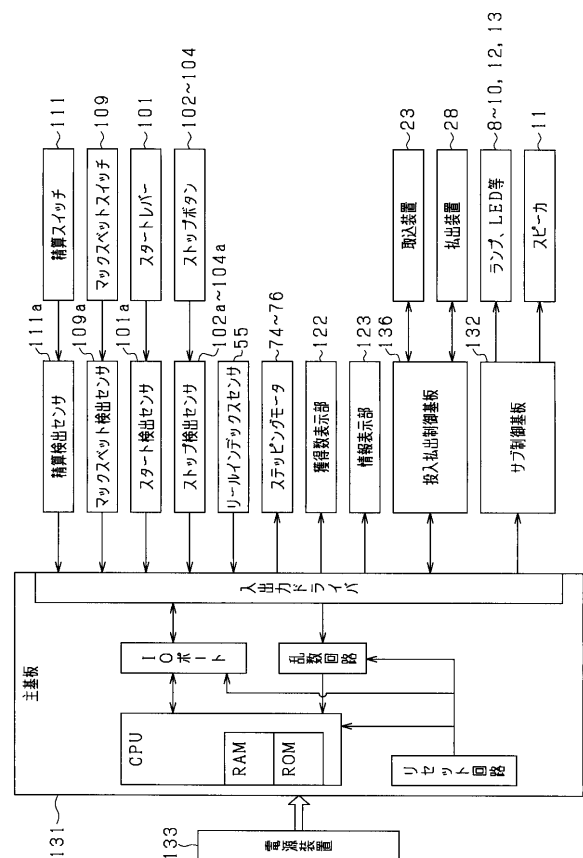 主基板
131
CPU
RAM
ROM
IOポート
乱数回路
リセット回路
入出力ドライバ
133
電源装置
精算検出センサ
111a
精算スイッチ
111
マックスベット検出センサ
109a
マックスベットスイッチ
109
スタート検出センサ
101a
スタートレバー
101
ストップ検出センサ
102a~104a
ストップボタン
102~104
リールインデックスセンサ
55
ステッピングモータ
74~76
獲得数表示部
122
情報表示部
123
投入払出制御基板
136
取込装置
23
払出装置
28
サブ制御基板
132
ランプ、LED等
8~10, 12, 13
スピーカ
11